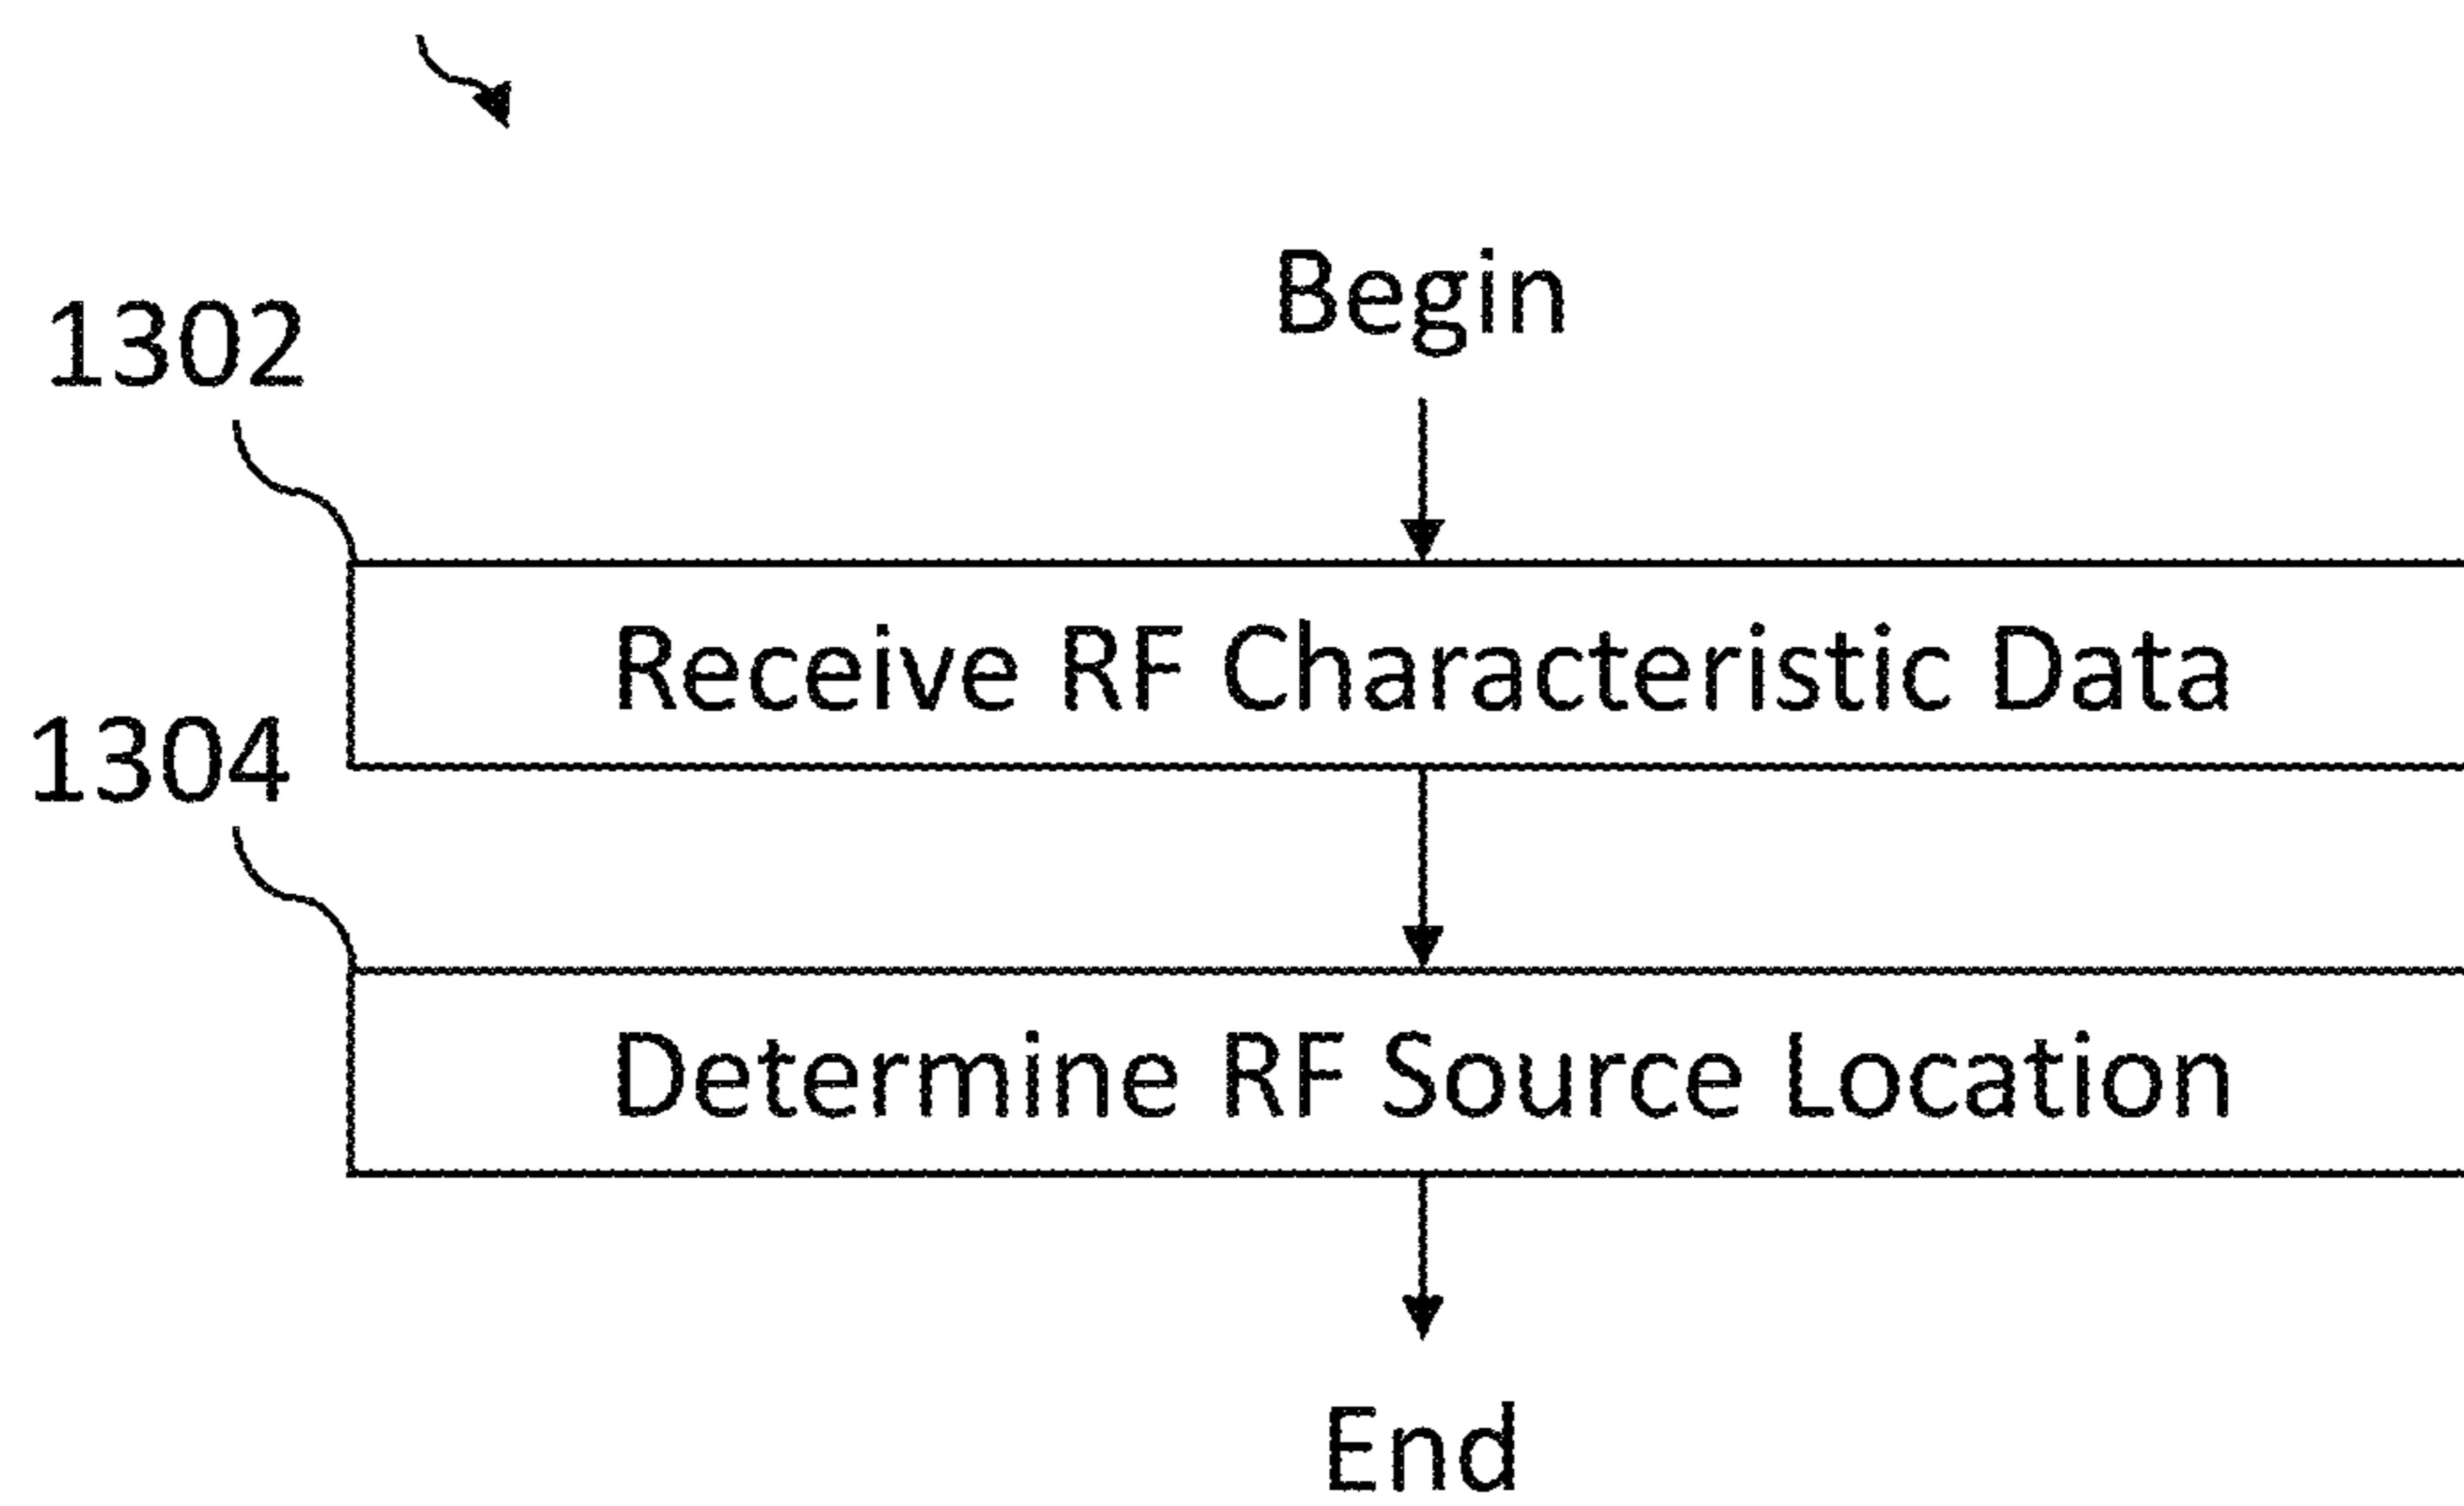 Begin
1302
Receive RF Characteristic Data
1304
Determine RF Source Location
End